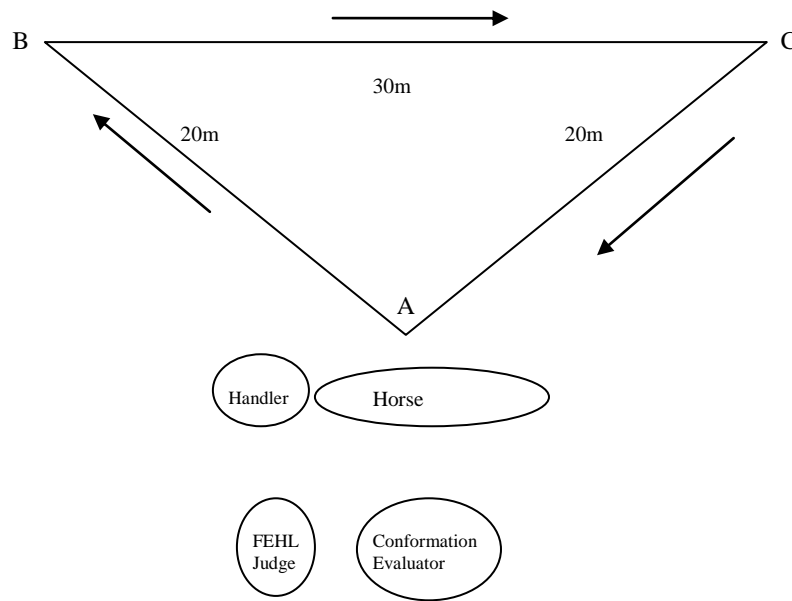 B
C
30m
20m
20m
A
Handler
Horse
FEHL
Judge
Conformation
Evaluator